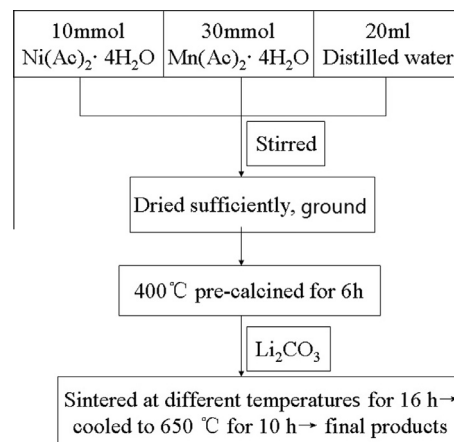 10mmol
Ni(Ac)₂· 4H₂O
30mmol
Mn(Ac)₂· 4H₂O
20ml
Distilled water
Stirred
Dried sufficiently, ground
400℃ pre-calcined for 6h
Li₂CO₃
Sintered at different temperatures for 16 h→
cooled to 650 ℃ for 10 h→ final products